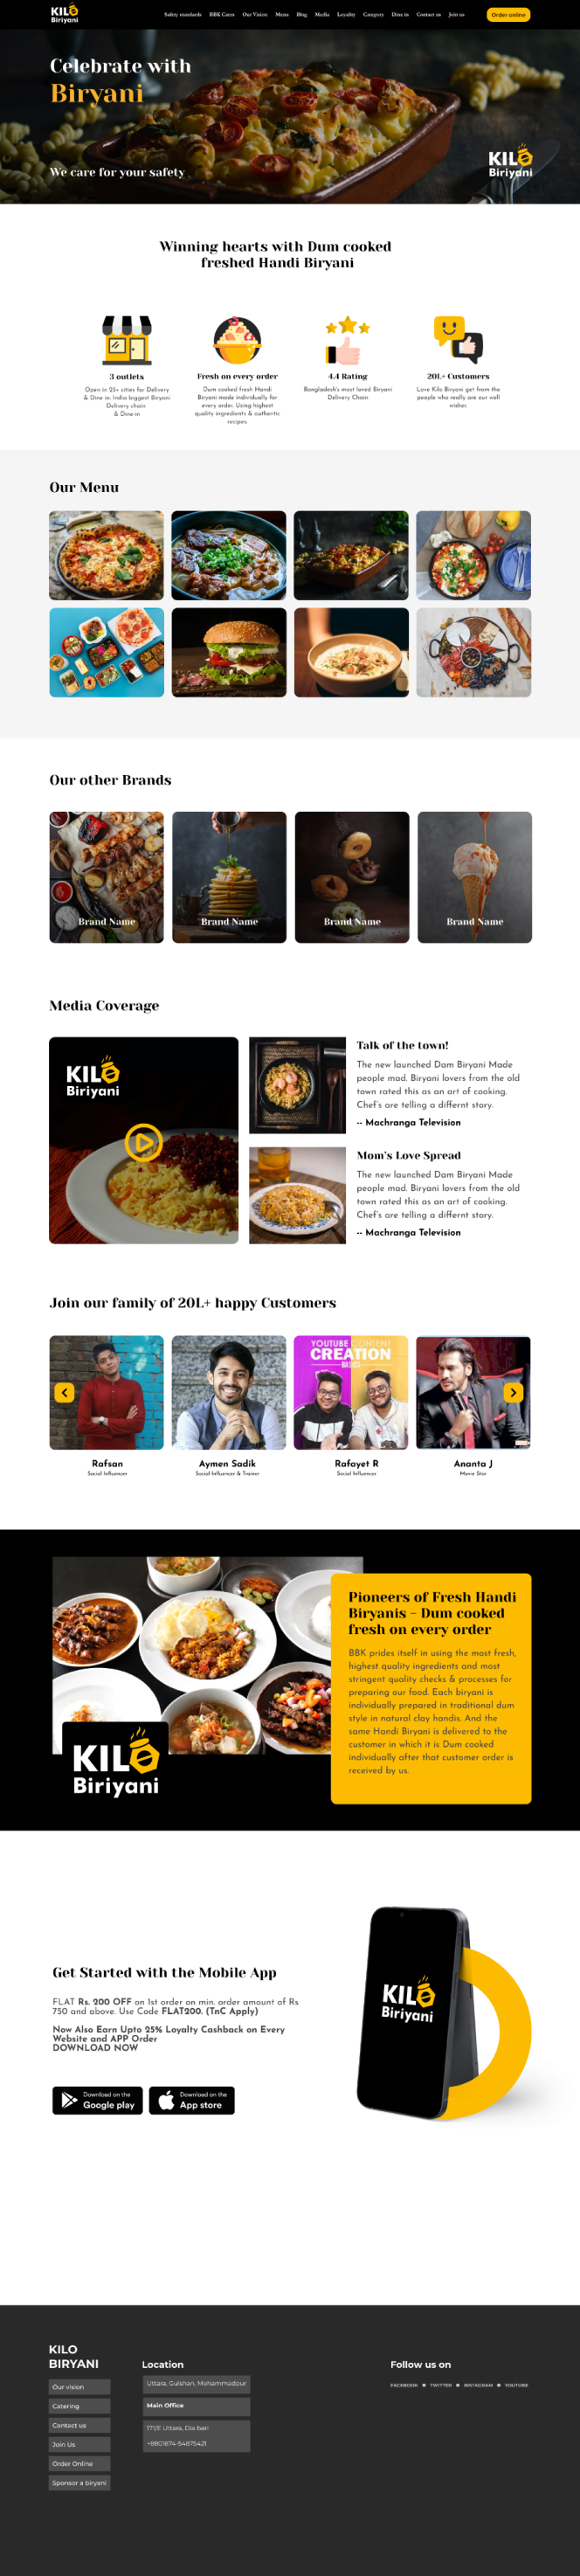 KILO
Biriyani
Safety standards BBK Cares Our Vision Menu Blog Media Loyality Category Dine in Contact us Join us
Order online
Celebrate with
Biryani
We care for your safety
KILO
Biriyani
Winning hearts with Dum cooked
freshed Handi Biryani
3 outlets
Open in 25+ cities for Delivery
& Dine in. India biggest Biryani
Delivery chain
& Dine-in
Fresh on every order
Dum cooked fresh Handi
Biryani made individually for
every order. Using highest
quality ingredients & authentic
recipes.
4.4 Rating
Bangladesh's most loved Biryani
Delivery Chain
20L+ Customers
Love Kilo Biryani get from the
people who really are our well
wisher.
Our Menu
Our other Brands
Brand Name
Brand Name
Brand Name
Brand Name
Media Coverage
KILO
Biriyani
Talk of the town!
The new launched Dam Biryani Made
people mad. Biryani lovers from the old
town rated this as an art of cooking.
Chef's are telling a differnt story.
-- Machranga Television
Mom's Love Spread
The new launched Dam Biryani Made
people mad. Biryani lovers from the old
town rated this as an art of cooking.
Chef's are telling a differnt story.
-- Machranga Television
Join our family of 20L+ happy Customers
YOUTUBE CONTENT
CREATION
BASICS
Rafsan
Social Influencer
Aymen Sadik
Social Influencer & Trainer
Rafayet R
Social Influencer
Ananta J
Movie Star
Pioneers of Fresh Handi
Biryanis - Dum cooked
fresh on every order
BBK prides itself in using the most fresh,
highest quality ingredients and most
stringent quality checks & processes for
preparing our food. Each biryani is
individually prepared in traditional dum
style in natural clay handis. And the
same Handi Biryani is delivered to the
customer in which it is Dum cooked
individually after that customer order is
received by us.
KILO
Biriyani
Get Started with the Mobile App
FLAT Rs. 200 OFF on 1st order on min. order amount of Rs
750 and above. Use Code FLAT200. (TnC Apply)
Now Also Earn Upto 25% Loyalty Cashback on Every
Website and APP Order
DOWNLOAD NOW
Download on the
Google play
Download on the
App store
KILO
Biriyani
KILO
BIRYANI
Our vision
Catering
Contact us
Join Us
Order Online
Sponsor a biryani
Location
Uttara, Gulshan, Mohammadpur
Main Office
171/E Uttara, Dia bari
+8801874-54875421
Follow us on
FACEBOOK TWITTER INSTAGRAM YOUTUBE